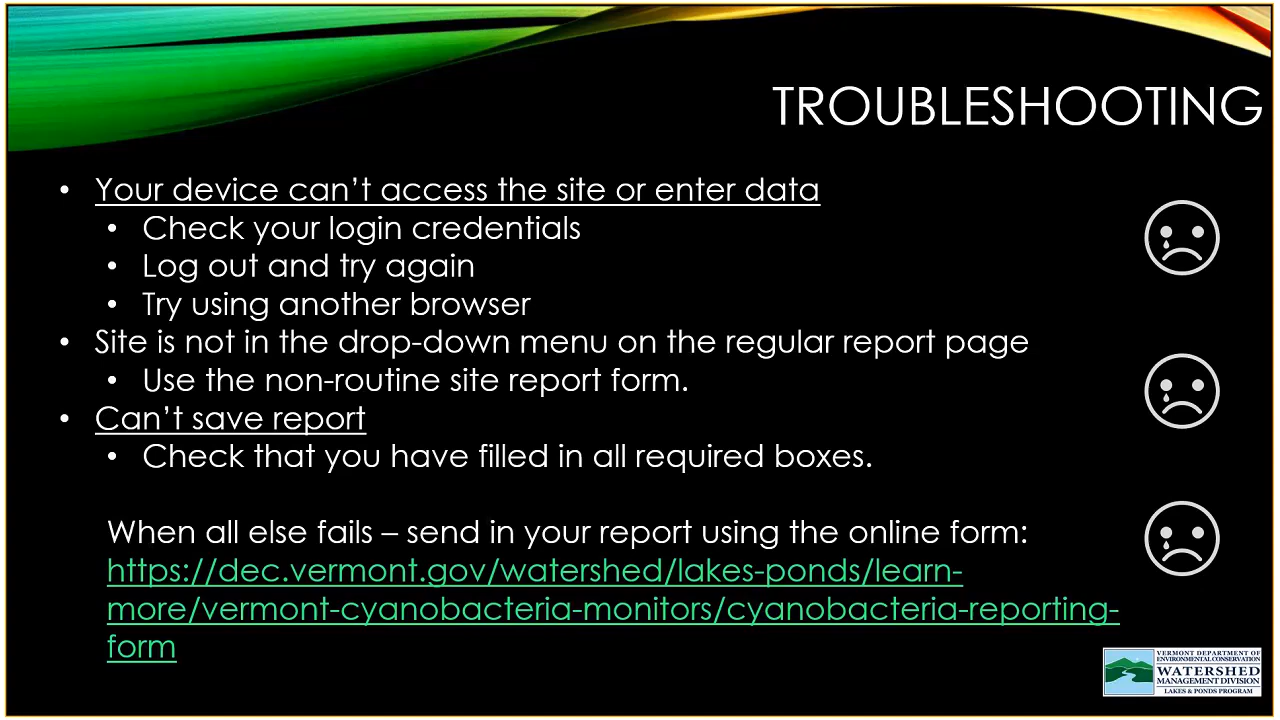 TROUBLESHOOTING
• Your device can’t access the site or enter data
• Check your login credentials
• Log out and try again
• Try using another browser
• Site is not in the drop-down menu on the regular report page
• Use the non-routine site report form.
• Can’t save report
• Check that you have filled in all required boxes.
When all else fails – send in your report using the online form:
https://dec.vermont.gov/watershed/lakes-ponds/learn-
more/vermont-cyanobacteria-monitors/cyanobacteria-reporting-
form
VERMONT DEPARTMENT OF
ENVIRONMENTAL CONSERVATION
WATERSHED
MANAGEMENT DIVISION
LAKES & PONDS PROGRAM